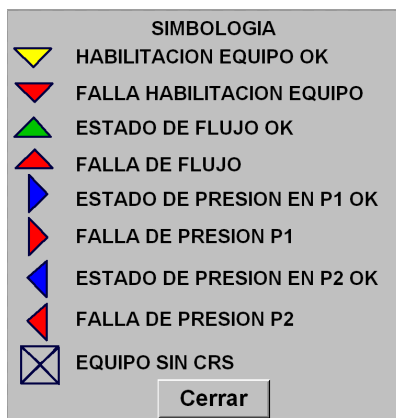 SIMBOLOGIA
HABILITACION EQUIPO OK
FALLA HABILITACION EQUIPO
ESTADO DE FLUJO OK
FALLA DE FLUJO
ESTADO DE PRESION EN P1 OK
FALLA DE PRESION P1
ESTADO DE PRESION EN P2 OK
FALLA DE PRESION P2
EQUIPO SIN CRS
Cerrar